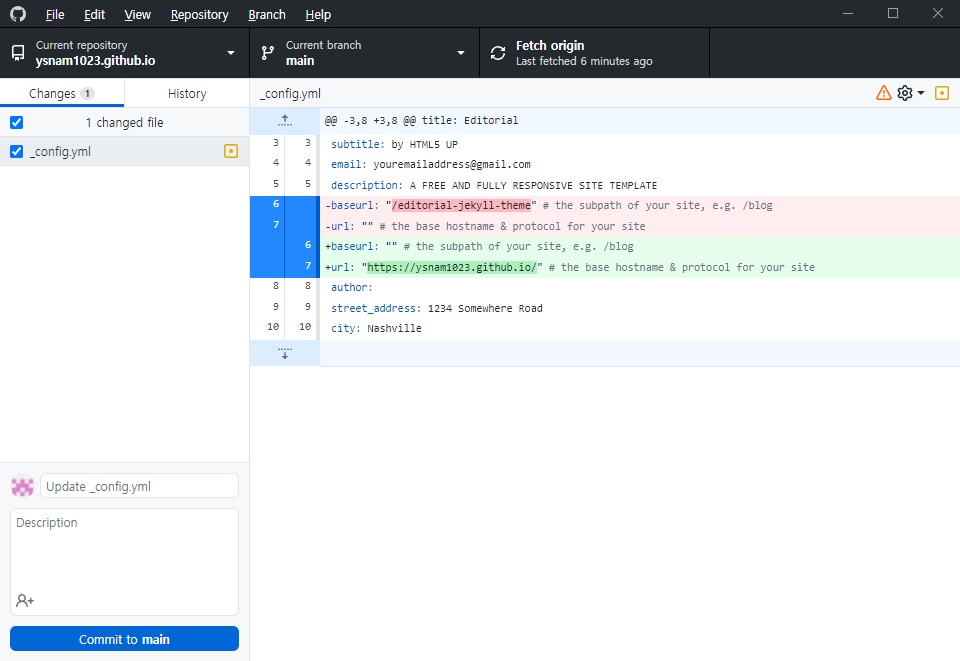 File Edit View Repository Branch Help
Current repository
ysnam1023.github.io
Current branch
main
Fetch origin
Last fetched 6 minutes ago
Changes 1 History
_config.yml
1 changed file
_config.yml
@@ -3,8 +3,8 @@ title: Editorial
3 3 subtitle: by HTML5 UP
4 4 email: youremailaddress@gmail.com
5 5 description: A FREE AND FULLY RESPONSIVE SITE TEMPLATE
6 -baseurl: "/editorial-jekyll-theme" # the subpath of your site, e.g. /blog
7 -url: "" # the base hostname & protocol for your site
6 +baseurl: "" # the subpath of your site, e.g. /blog
7 +url: "https://ysnam1023.github.io/" # the base hostname & protocol for your site
8 8 author:
9 9 street_address: 1234 Somewhere Road
10 10 city: Nashville
Update _config.yml
Description
Commit to main